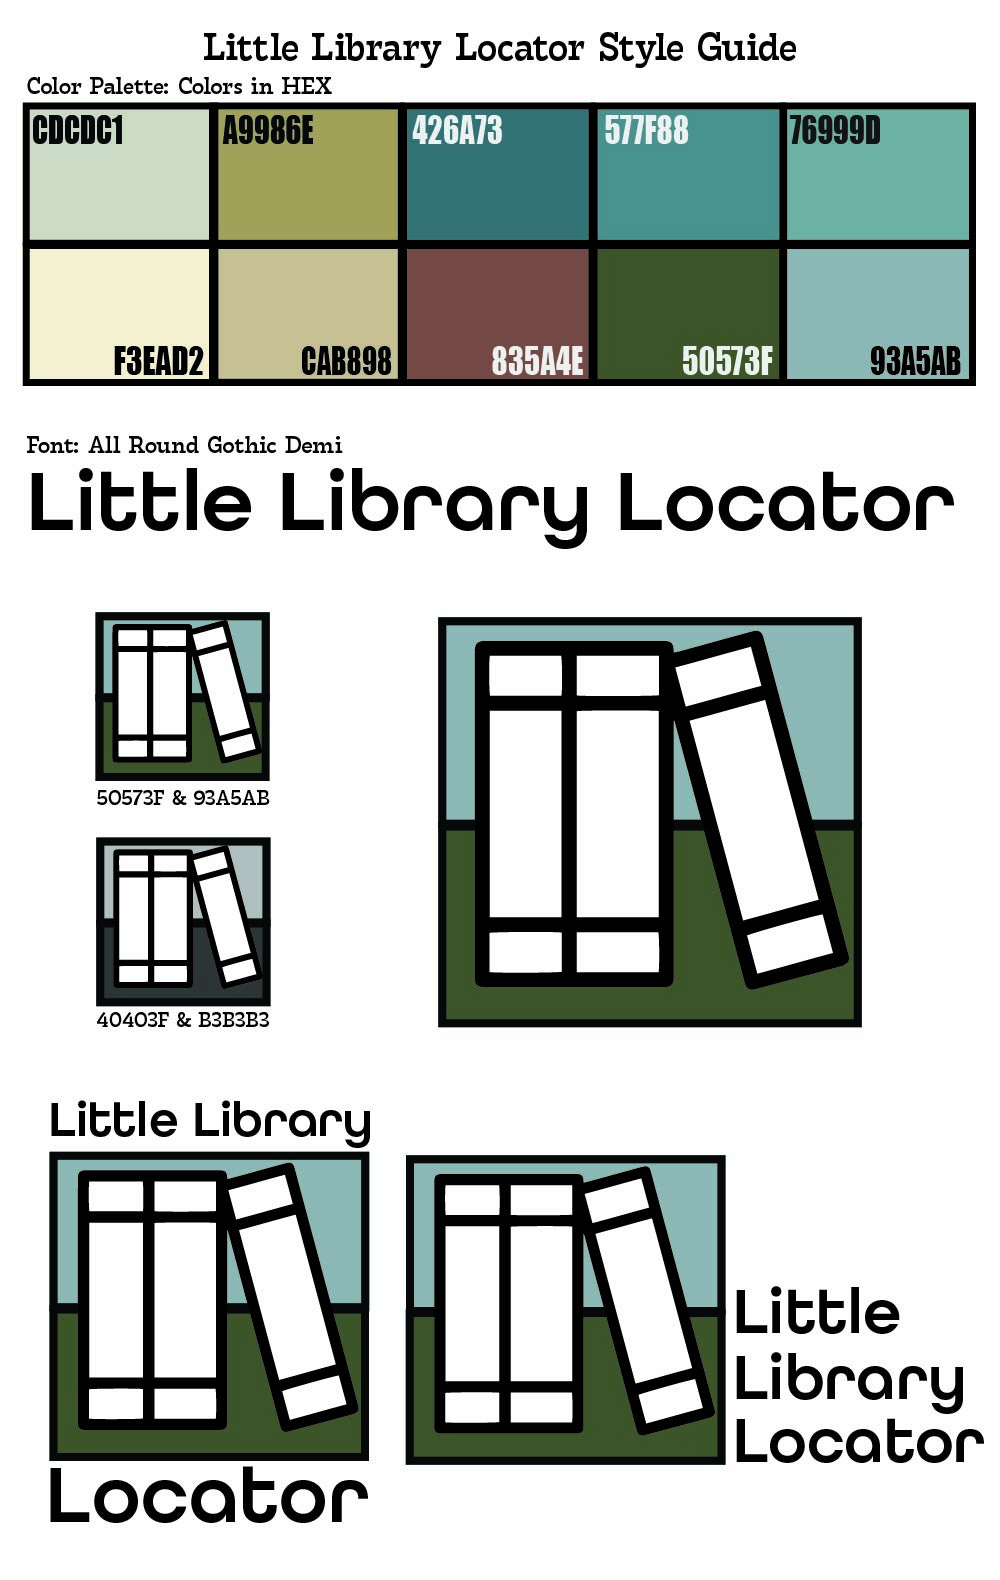 Little Library Locator Style Guide
Color Palette: Colors in HEX
CDCDC1
A9986E
426A73
577F88
76999D
F3EAD2
CAB898
835A4E
50573F
93A5AB
Font: All Round Gothic Demi
Little Library Locator
50573F & 93A5AB
40403F & B3B3B3
Little Library
Locator
Little
Library
Locator